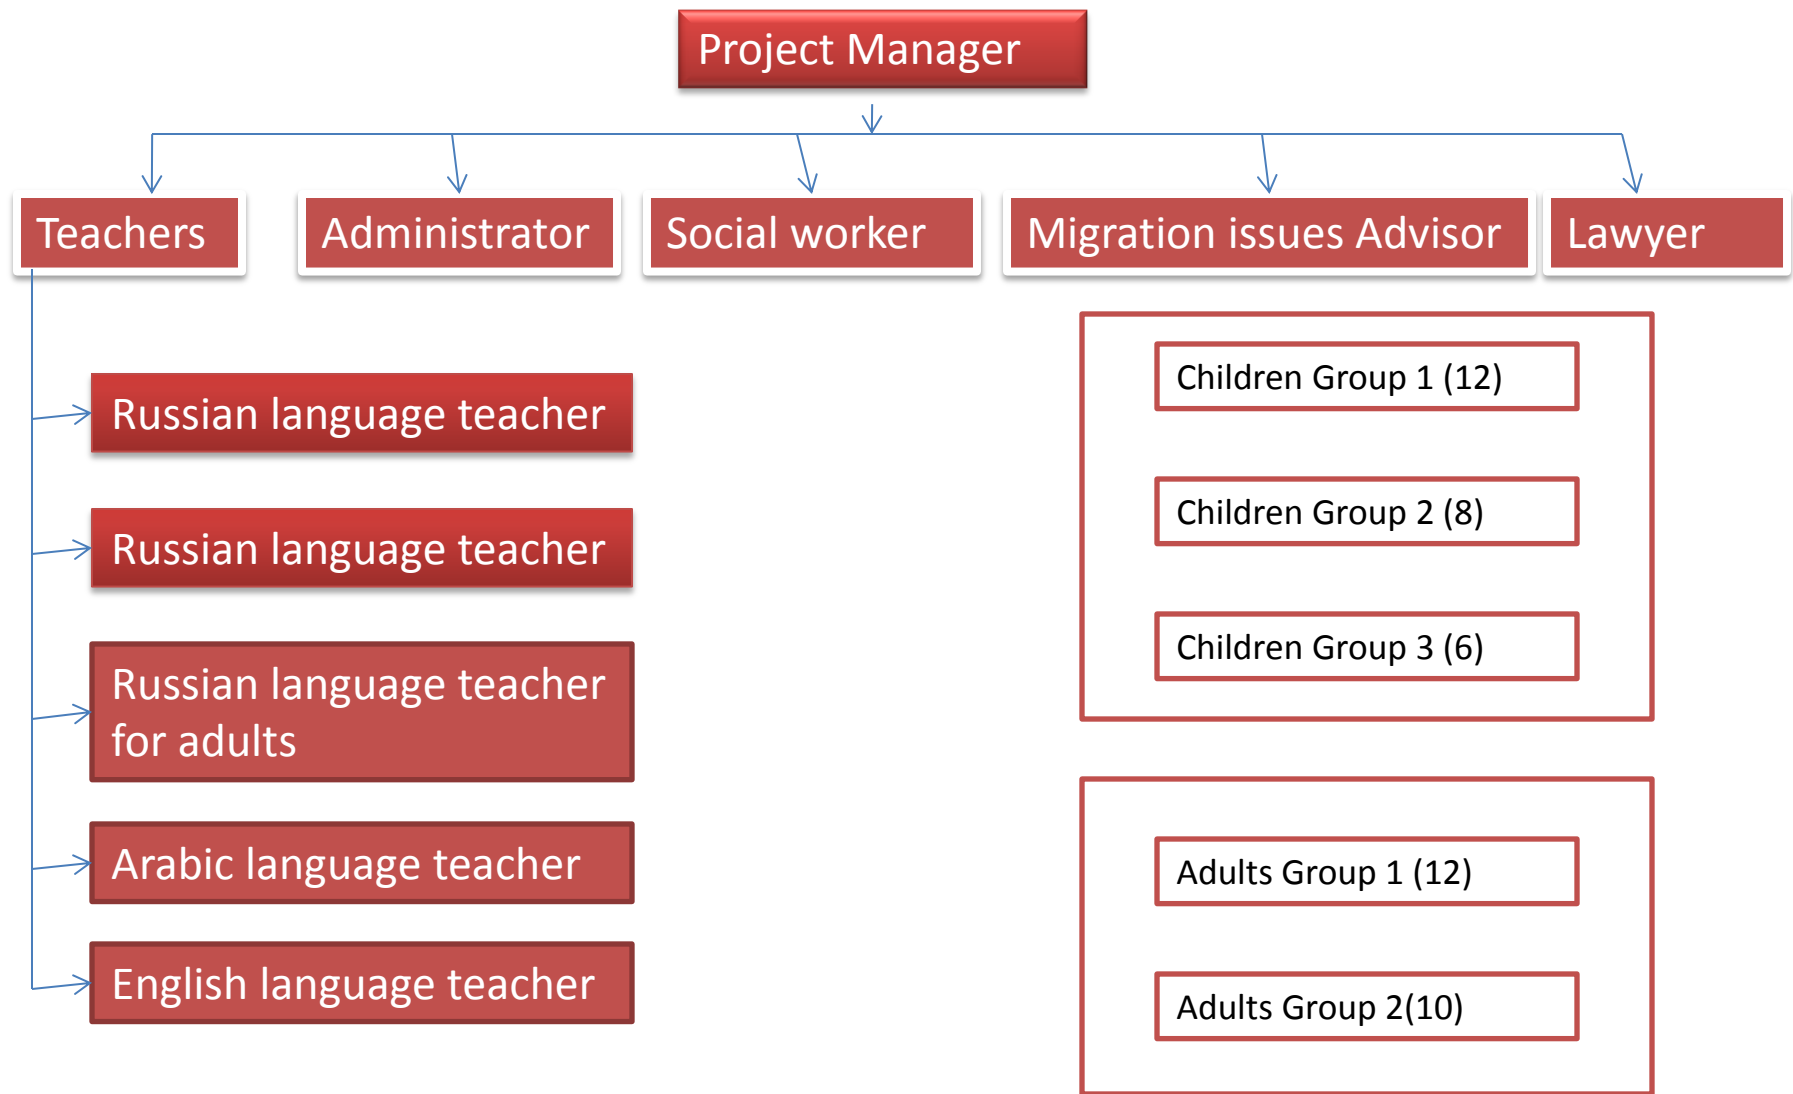 Project Manager
Teachers
Administrator
Social worker
Migration issues Advisor
Lawyer
Russian language teacher
Russian language teacher
Russian language teacher
for adults
Arabic language teacher
English language teacher
Children Group 1 (12)
Children Group 2 (8)
Children Group 3 (6)
Adults Group 1 (12)
Adults Group 2(10)